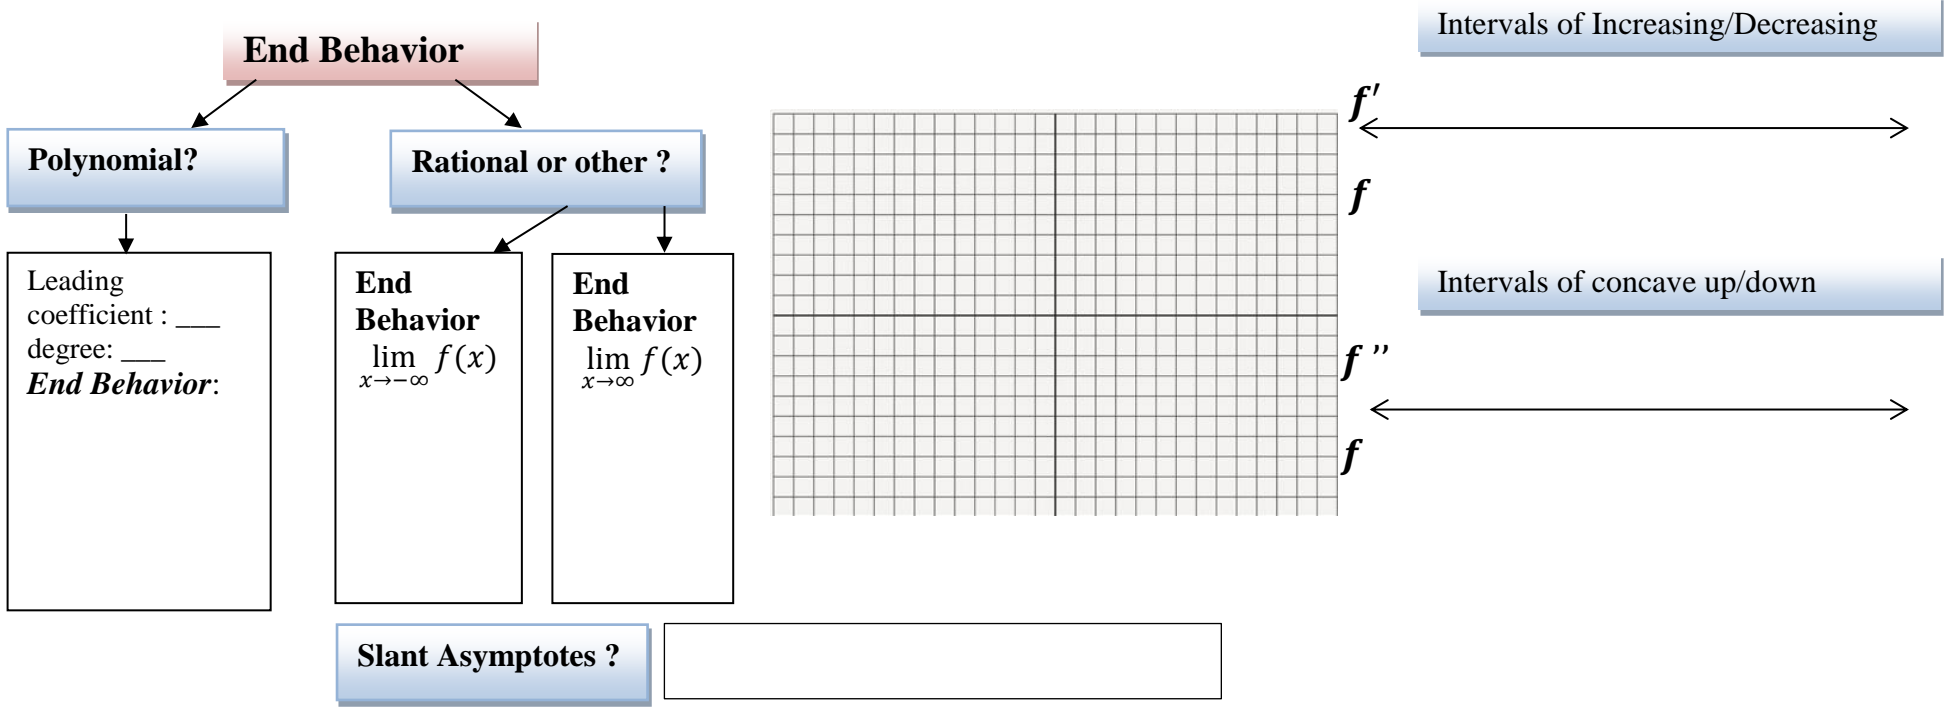 End Behavior
Polynomial?
Rational or other ?
Leading
coefficient : ___
degree: ___
End Behavior:
End
Behavior
lim f(x)
x→−∞
End
Behavior
lim f(x)
x→∞
Slant Asymptotes ?
Intervals of Increasing/Decreasing
f′
f
Intervals of concave up/down
f ’’
f